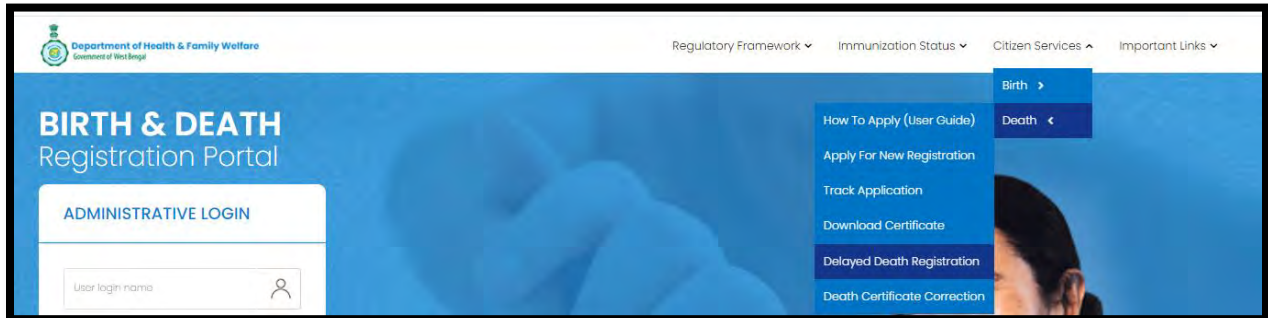 Department of Health & Family Welfare
Government of West Bengal
Regulatory Framework
Immunization Status
Citizen Services
Important Links
Birth
Death
How To Apply (User Guide)
Apply For New Registration
Track Application
Download Certificate
Delayed Death Registration
Death Certificate Correction
BIRTH & DEATH
Registration Portal
ADMINISTRATIVE LOGIN
User login name